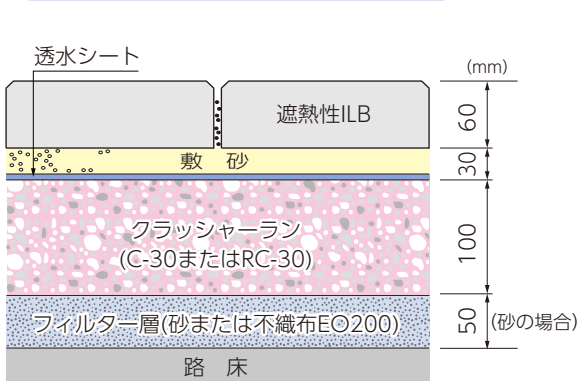 透水シート
(mm)
遮熱性ILB
60
敷 砂
30
クラッシャーラン
(C-30またはRC-30)
100
フィルター層(砂または不織布EO200)
50
(砂の場合)
路 床